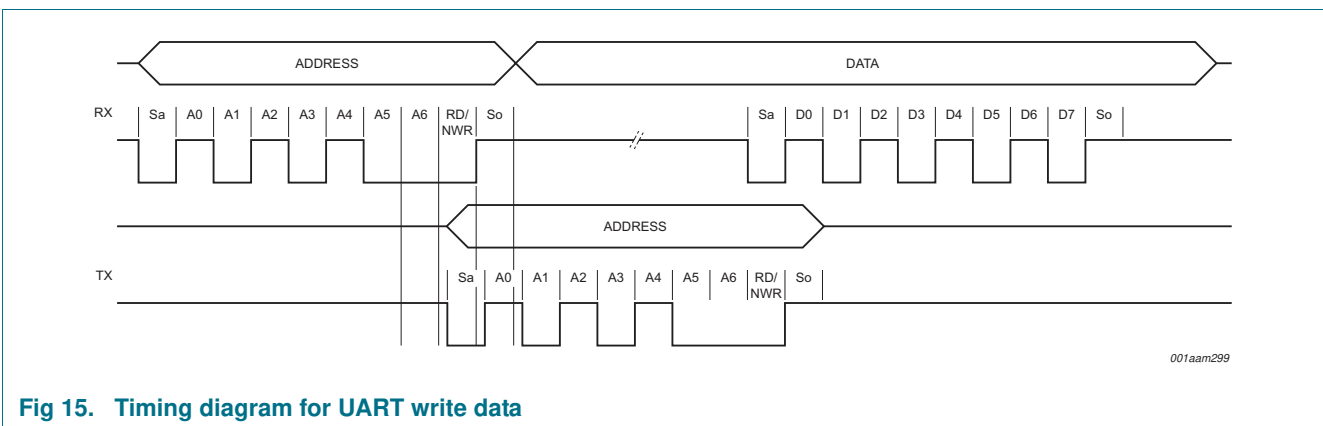 ADDRESS DATA
RX Sa A0 A1 A2 A3 A4 A5 A6 RD/ NWR So Sa D0 D1 D2 D3 D4 D5 D6 D7 So
ADDRESS
TX Sa A0 A1 A2 A3 A4 A5 A6 RD/ NWR So
001aam299
Fig 15. Timing diagram for UART write data